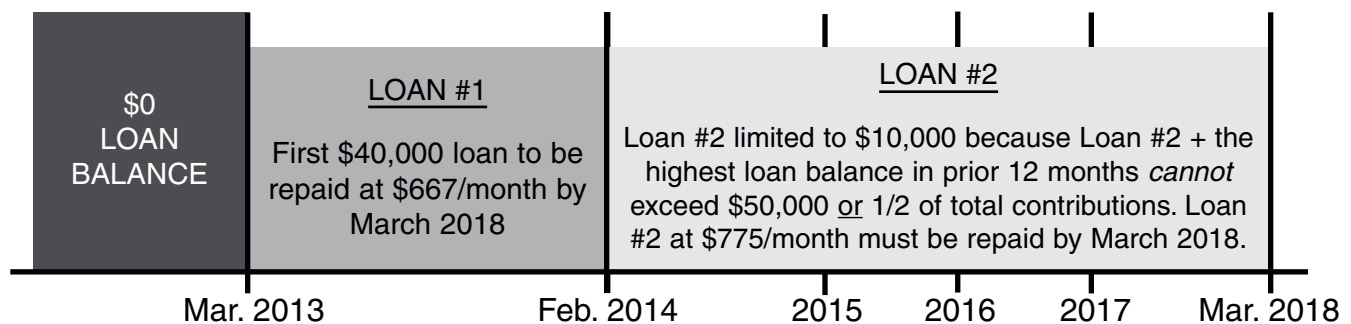 $0
LOAN
BALANCE
LOAN #1
First $40,000 loan to be
repaid at $667/month by
March 2018
LOAN #2
Loan #2 limited to $10,000 because Loan #2 + the
highest loan balance in prior 12 months cannot
exceed $50,000 or 1/2 of total contributions. Loan
#2 at $775/month must be repaid by March 2018.
Mar. 2013 Feb. 2014 2015 2016 2017 Mar. 2018